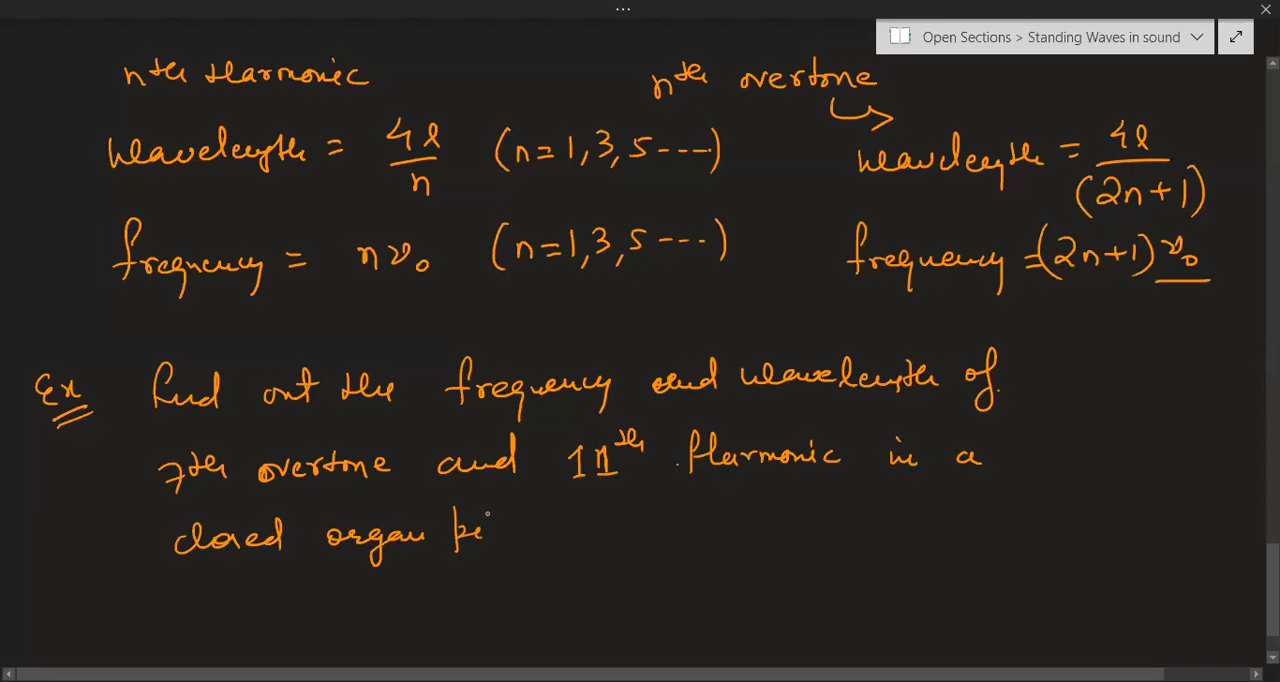 Open Sections > Standing Waves in sound
nth Harmonic
nth overtone
wavelength = 4l/n (n = 1, 3, 5 ---)
wavelength = 4l/(2n+1)
frequency = nν₀ (n = 1, 3, 5 ---)
frequency = (2n+1)ν₀
Ex find out the frequency and wavelength of
7th overtone and 11th Harmonic in a
closed organ pi